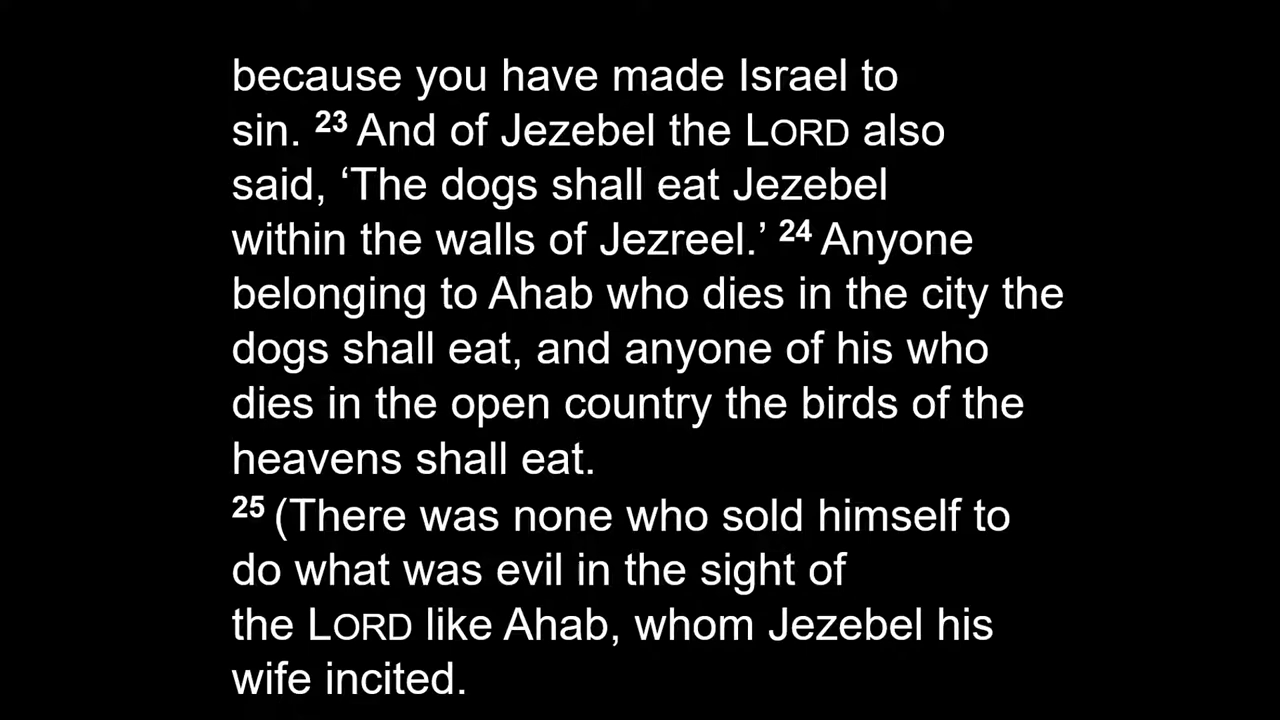 because you have made Israel to
sin. 23 And of Jezebel the LORD also
said, ‘The dogs shall eat Jezebel
within the walls of Jezreel.’ 24 Anyone
belonging to Ahab who dies in the city the
dogs shall eat, and anyone of his who
dies in the open country the birds of the
heavens shall eat.
25 (There was none who sold himself to
do what was evil in the sight of
the LORD like Ahab, whom Jezebel his
wife incited.